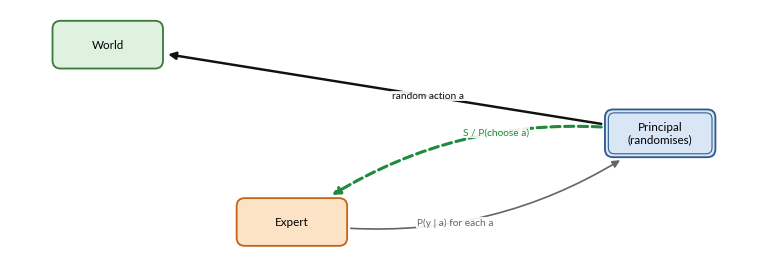 World
random action a
Principal
(randomises)
S / P(choose a)
Expert
P(y | a) for each a